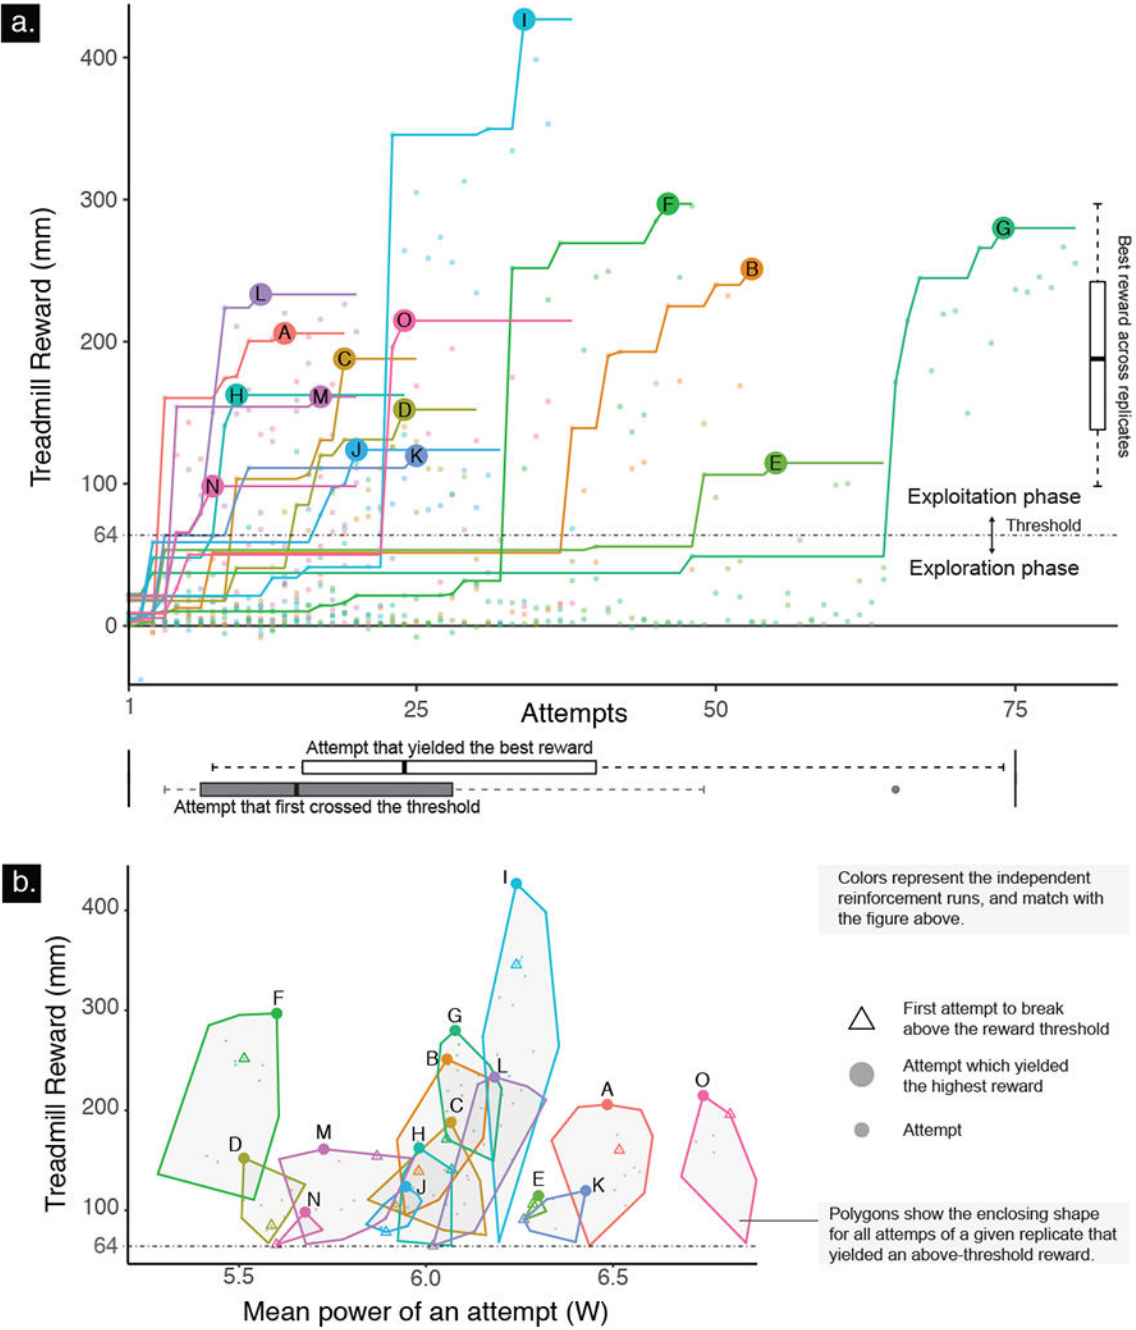 a.
Treadmill Reward (mm)
400
300
200
100
64
0
I
F
G
B
L
A
O
C
H
M
D
J
K
E
N
Best reward across replicates
Exploitation phase
Threshold
Exploration phase
1
25
50
75
Attempts
Attempt that yielded the best reward
Attempt that first crossed the threshold
b.
Treadmill Reward (mm)
400
300
200
100
64
I
F
G
B
L
A
O
C
D
M
H
J
N
E
K
5.5
6.0
6.5
Mean power of an attempt (W)
Colors represent the independent
reinforcement runs, and match with
the figure above.
First attempt to break
above the reward threshold
Attempt which yielded
the highest reward
Attempt
Polygons show the enclosing shape
for all attemps of a given replicate that
yielded an above-threshold reward.